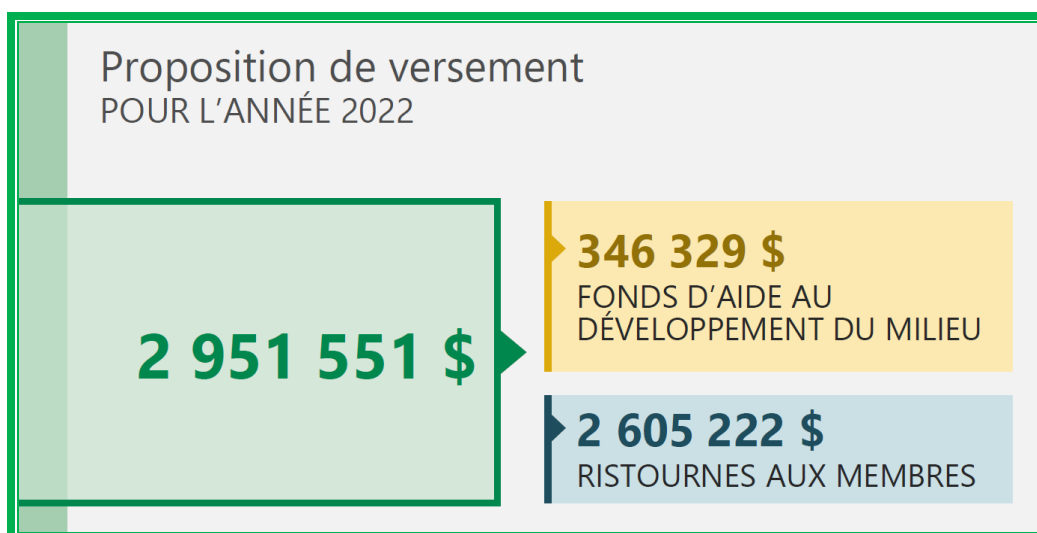 Proposition de versement
POUR L'ANNÉE 2022
2 951 551 $
346 329 $
FONDS D'AIDE AU
DÉVELOPPEMENT DU MILIEU
2 605 222 $
RISTOURNES AUX MEMBRES